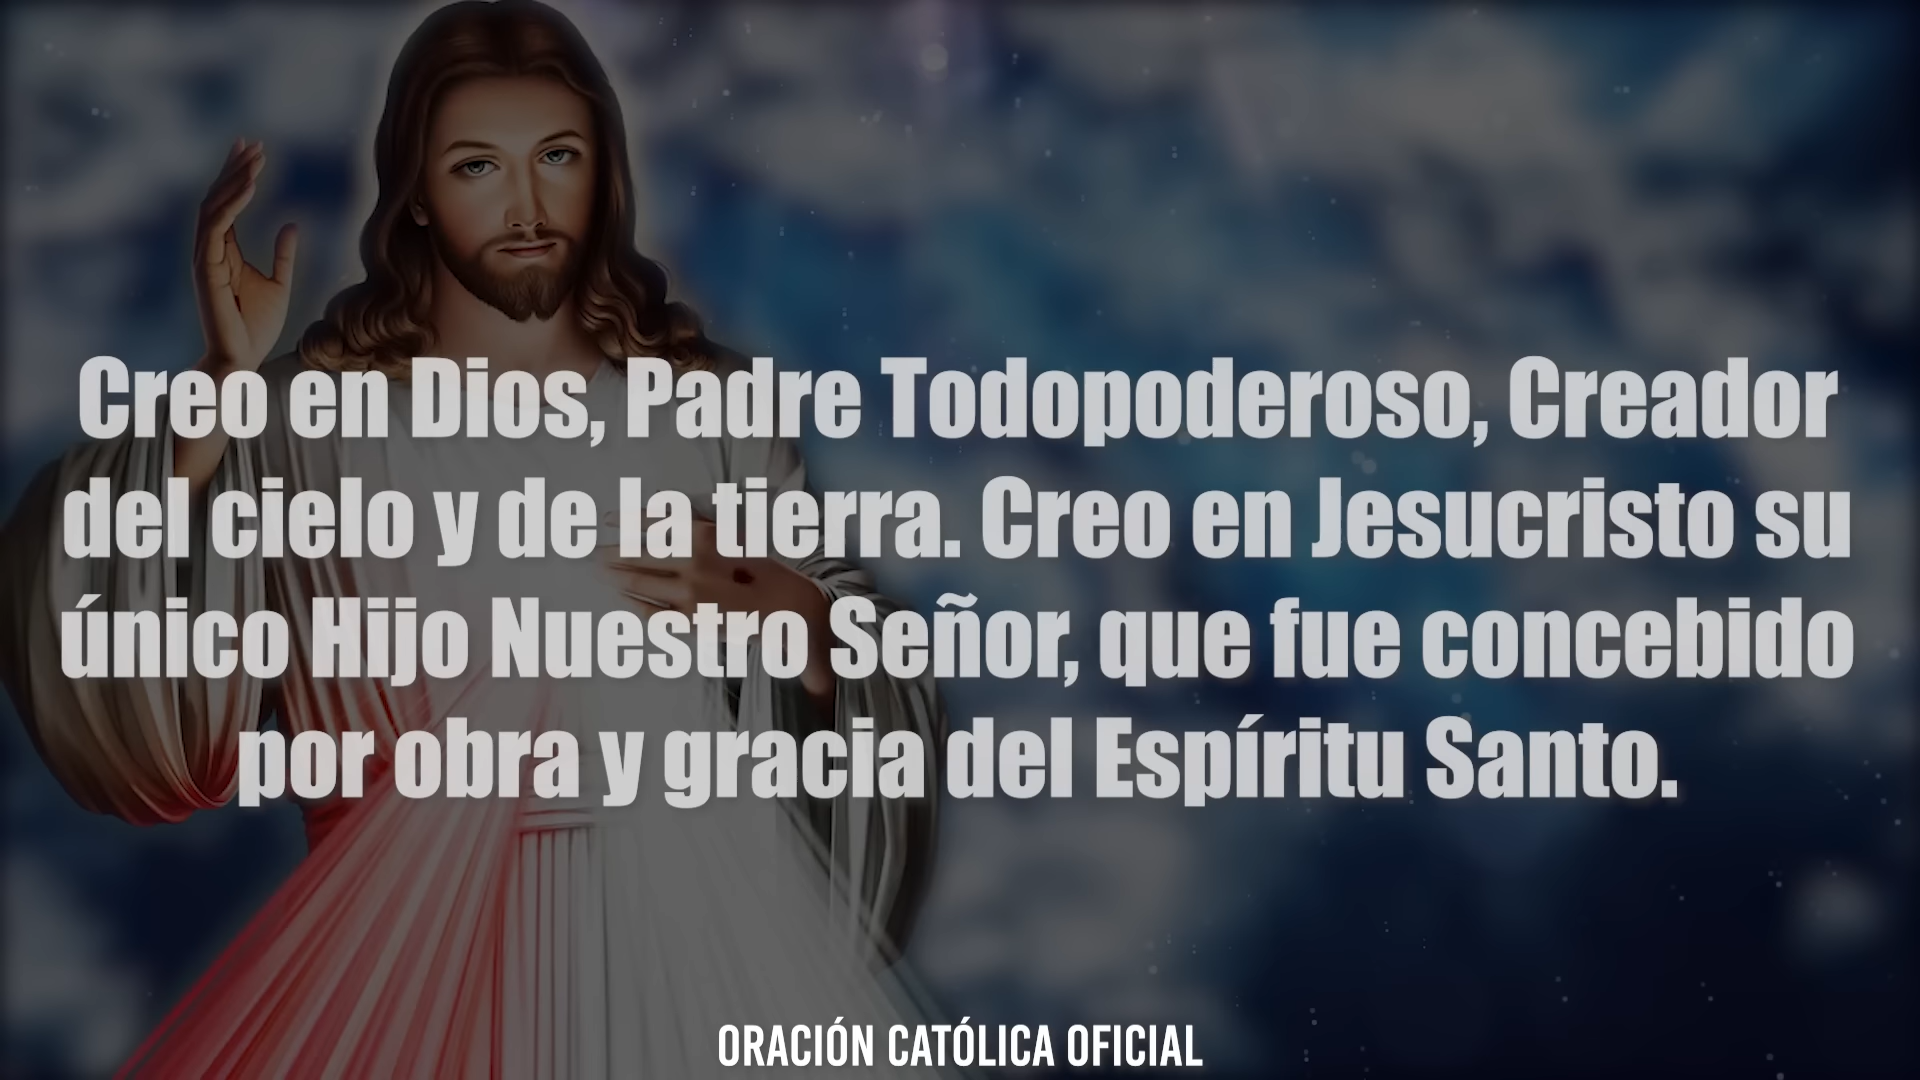 Creo en Dios, Padre Todopoderoso, Creador
del cielo y de la tierra. Creo en Jesucristo su
único Hijo Nuestro Señor, que fue concebido
por obra y gracia del Espíritu Santo.
ORACIÓN CATÓLICA OFICIAL